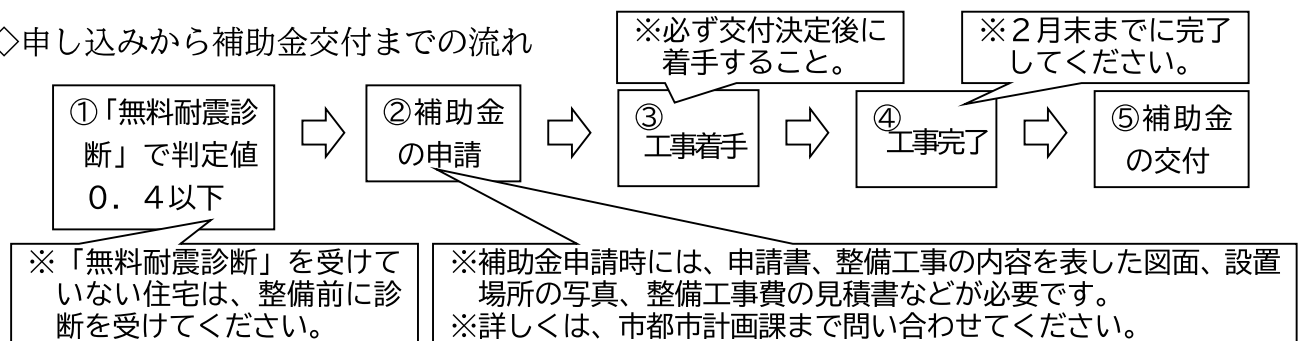 ◇申し込みから補助金交付までの流れ
※必ず交付決定後に
着手すること。
※２月末までに完了
してください。
①「無料耐震診
断」で判定値
０．４以下
②補助金
の申請
③
工事着手
④
工事完了
⑤補助金
の交付
※「無料耐震診断」を受けて
いない住宅は、整備前に診
断を受けてください。
※補助金申請時には、申請書、整備工事の内容を表した図面、設置
場所の写真、整備工事費の見積書などが必要です。
※詳しくは、市都市計画課まで問い合わせてください。